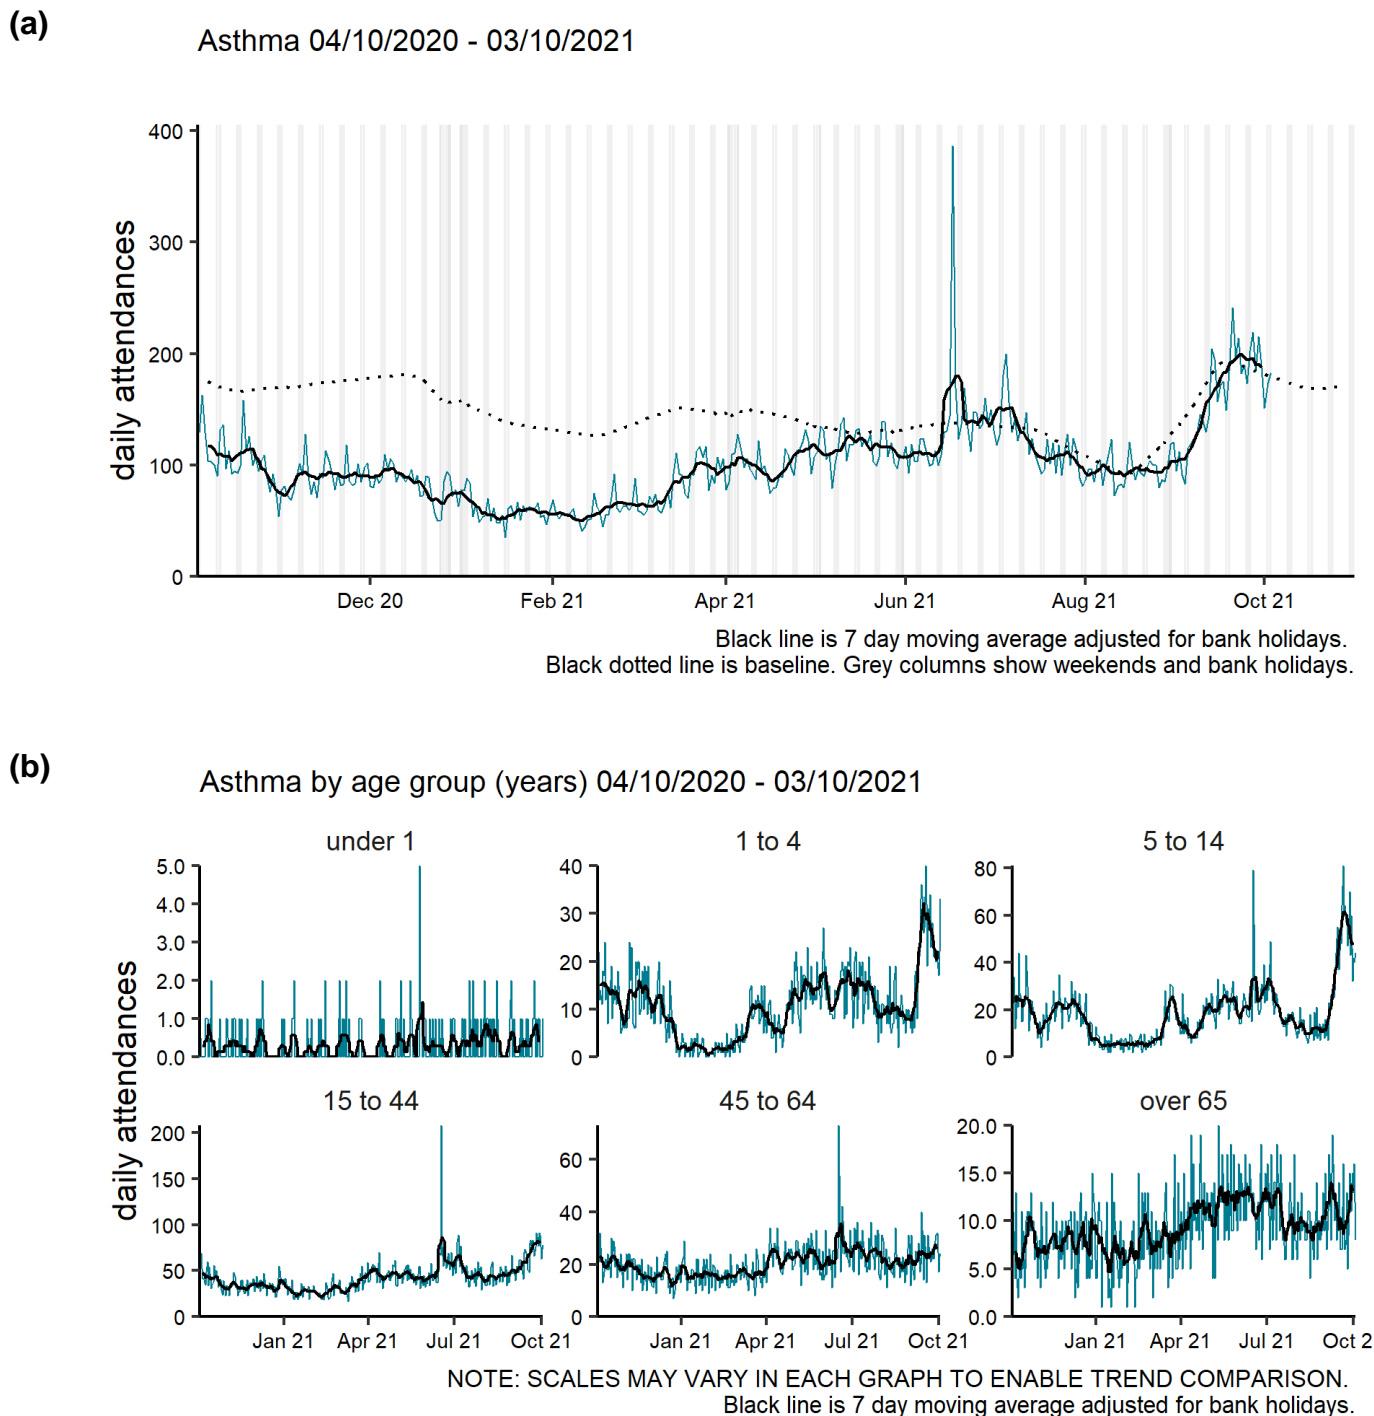 (a)
Asthma 04/10/2020 - 03/10/2021
daily attendances
400
300
200
100
0
Dec 20 Feb 21 Apr 21 Jun 21 Aug 21 Oct 21
Black line is 7 day moving average adjusted for bank holidays.
Black dotted line is baseline. Grey columns show weekends and bank holidays.
(b)
Asthma by age group (years) 04/10/2020 - 03/10/2021
daily attendances
under 1
5.0
4.0
3.0
2.0
1.0
0.0
1 to 4
40
30
20
10
0
5 to 14
80
60
40
20
0
15 to 44
200
150
100
50
0
Jan 21 Apr 21 Jul 21 Oct 21
45 to 64
60
40
20
0
Jan 21 Apr 21 Jul 21 Oct 21
over 65
20.0
15.0
10.0
5.0
0.0
Jan 21 Apr 21 Jul 21 Oct 2
NOTE: SCALES MAY VARY IN EACH GRAPH TO ENABLE TREND COMPARISON.
Black line is 7 day moving average adjusted for bank holidays.